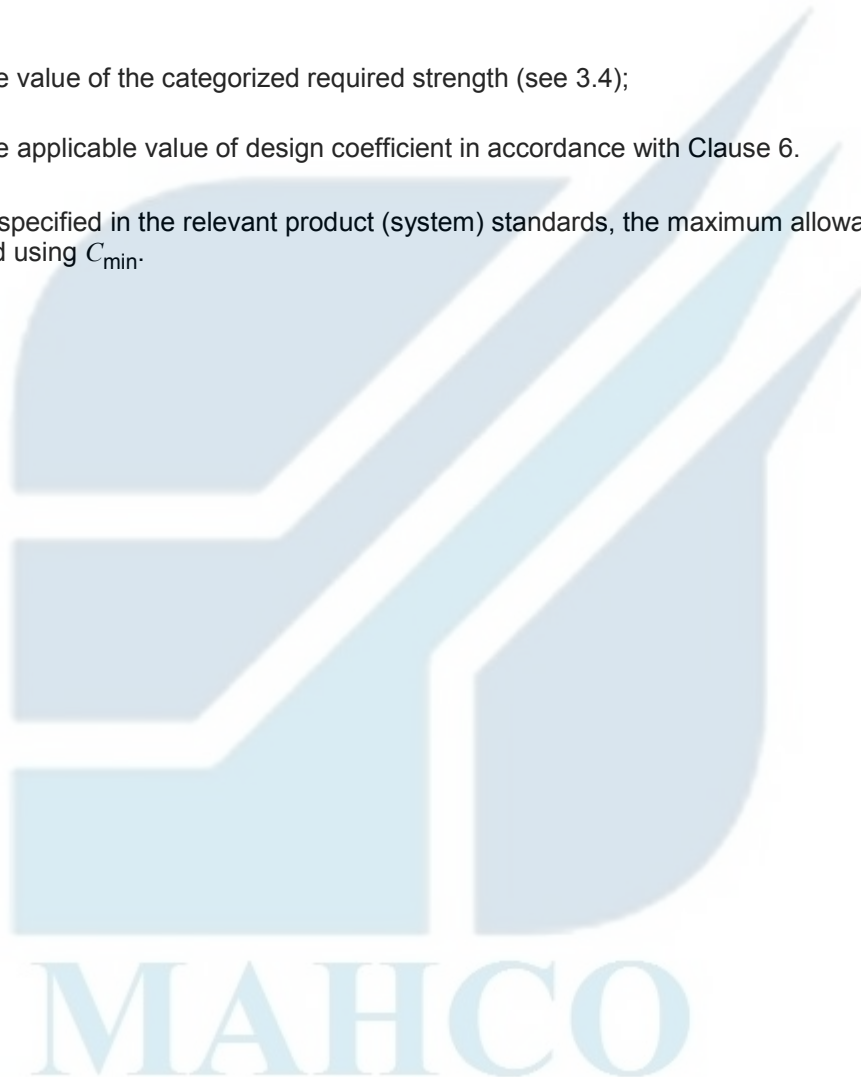 e value of the categorized required strength (see 3.4);
e applicable value of design coefficient in accordance with Clause 6.
specified in the relevant product (system) standards, the maximum allowa
d using Cmin.
MAHCO